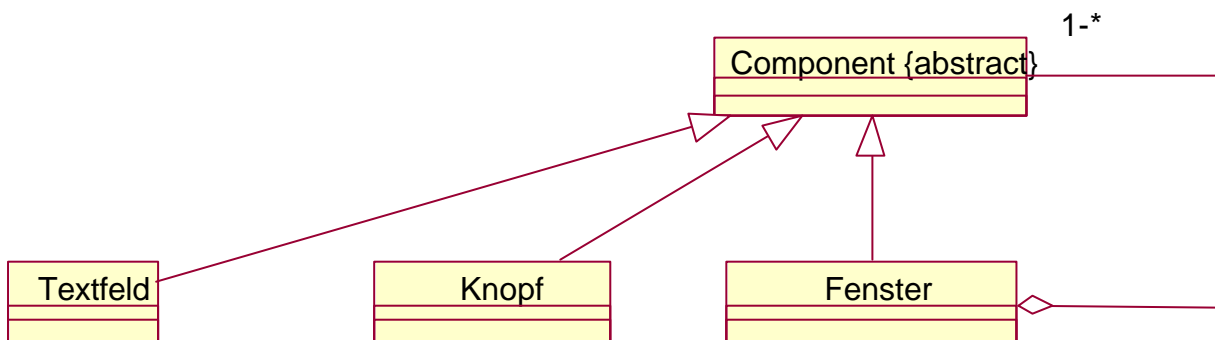 1-*
Component {abstract}
Textfeld
Knopf
Fenster